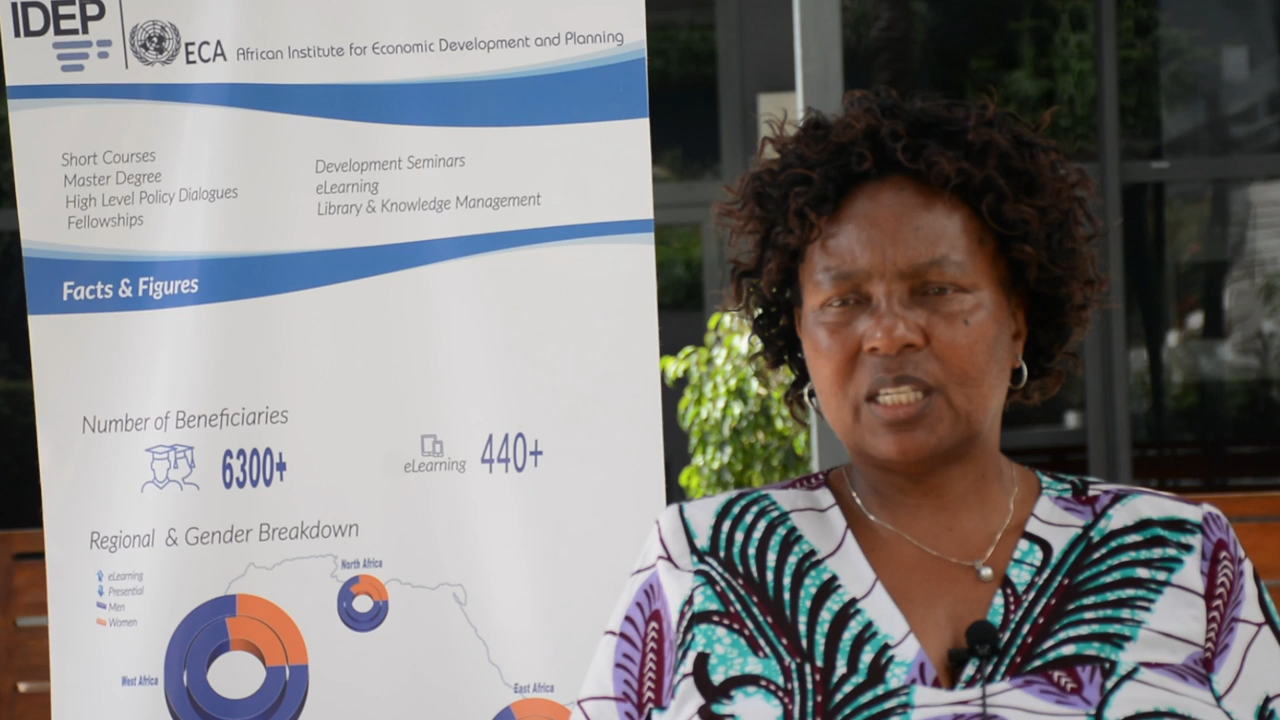 IDEP
ECA African Institute for Economic Development and Planning
Short Courses
Master Degree
High Level Policy Dialogues
Fellowships
Development Seminars
eLearning
Library & Knowledge Management
Facts & Figures
Number of Beneficiaries
6300+
eLearning 440+
Regional & Gender Breakdown
eLearning
Presential
Men
Women
North Africa
West Africa
East Africa